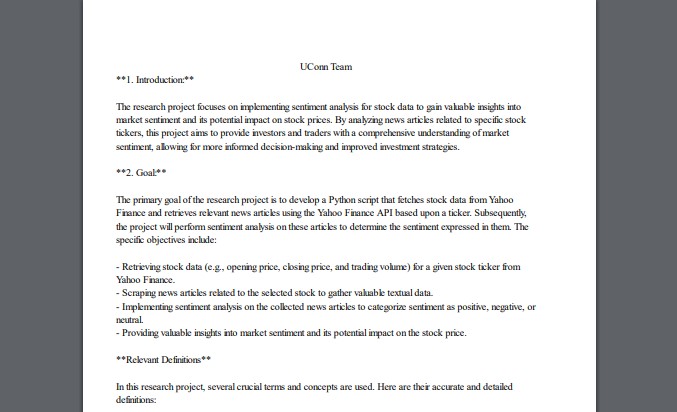 UConn Team
**1. Introduction:**
The research project focuses on implementing sentiment analysis for stock data to gain valuable insights into
market sentiment and its potential impact on stock prices. By analyzing news articles related to specific stock
tickers, this project aims to provide investors and traders with a comprehensive understanding of market
sentiment, allowing for more informed decision-making and improved investment strategies.
**2. Goal:**
The primary goal of the research project is to develop a Python script that fetches stock data from Yahoo
Finance and retrieves relevant news articles using the Yahoo Finance API based upon a ticker. Subsequently,
the project will perform sentiment analysis on these articles to determine the sentiment expressed in them. The
specific objectives include:
- Retrieving stock data (e.g., opening price, closing price, and trading volume) for a given stock ticker from
Yahoo Finance.
- Scraping news articles related to the selected stock to gather valuable textual data.
- Implementing sentiment analysis on the collected news articles to categorize sentiment as positive, negative, or
neutral.
- Providing valuable insights into market sentiment and its potential impact on the stock price.
**Relevant Definitions**
In this research project, several crucial terms and concepts are used. Here are their accurate and detailed
definitions: